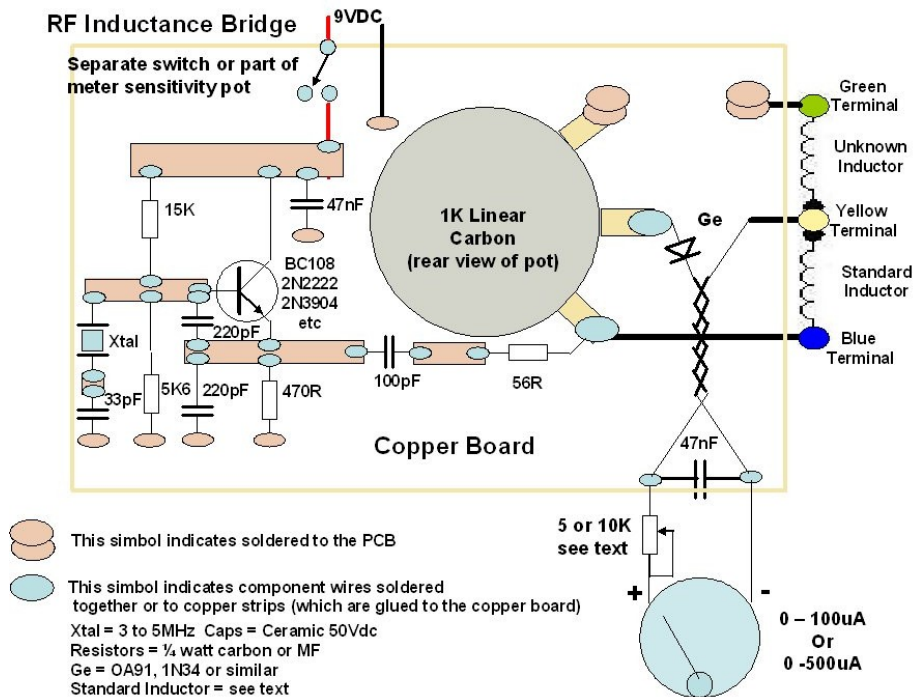 RF Inductance Bridge
9VDC
Separate switch or part of
meter sensitivity pot
Green
Terminal
Unknown
Inductor
15K
47nF
1K Linear
Carbon
(rear view of pot)
Ge
Yellow
Terminal
BC108
2N2222
2N3904
etc
Standard
Inductor
Xtal
220pF
Blue
Terminal
33pF
5K6
220pF
470R
100pF
56R
Copper Board
47nF
5 or 10K
see text
This simbol indicates soldered to the PCB
This simbol indicates component wires soldered
together or to copper strips (which are glued to the copper board)
Xtal = 3 to 5MHz Caps = Ceramic 50Vdc
Resistors = ¼ watt carbon or MF
Ge = OA91, 1N34 or similar
Standard Inductor = see text
+
-
0 – 100uA
Or
0 -500uA